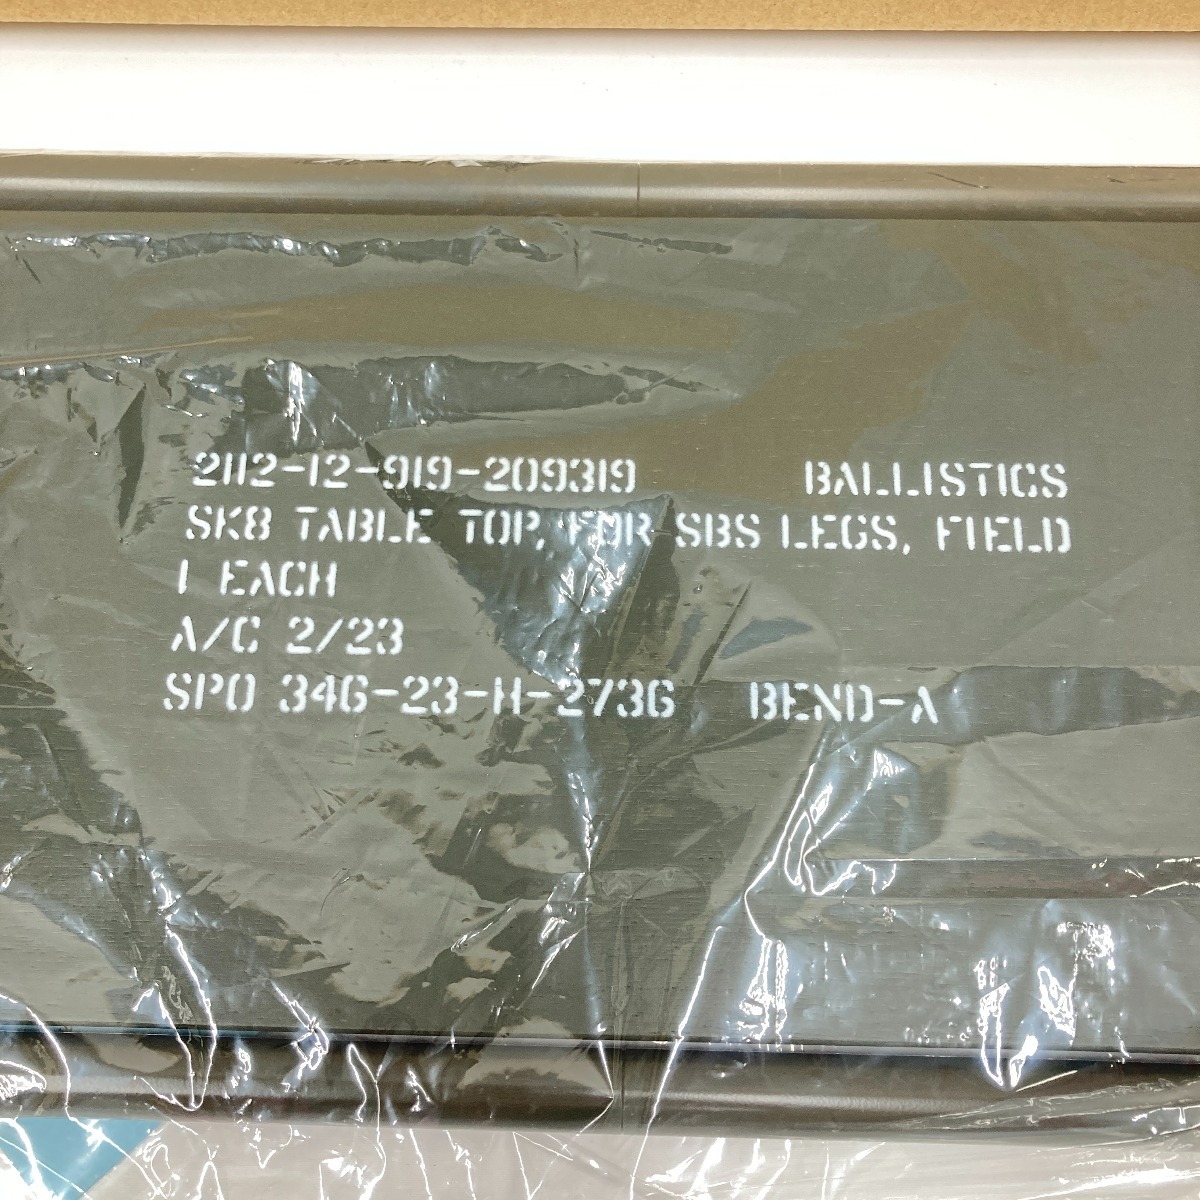 2112-12-919-209319 BALLISTICS
SK8 TABLE TOP, FOR SBS LEGS, FIELD
1 EACH
A/C 2/23
SPO 34G-23-H-273G BEND-A